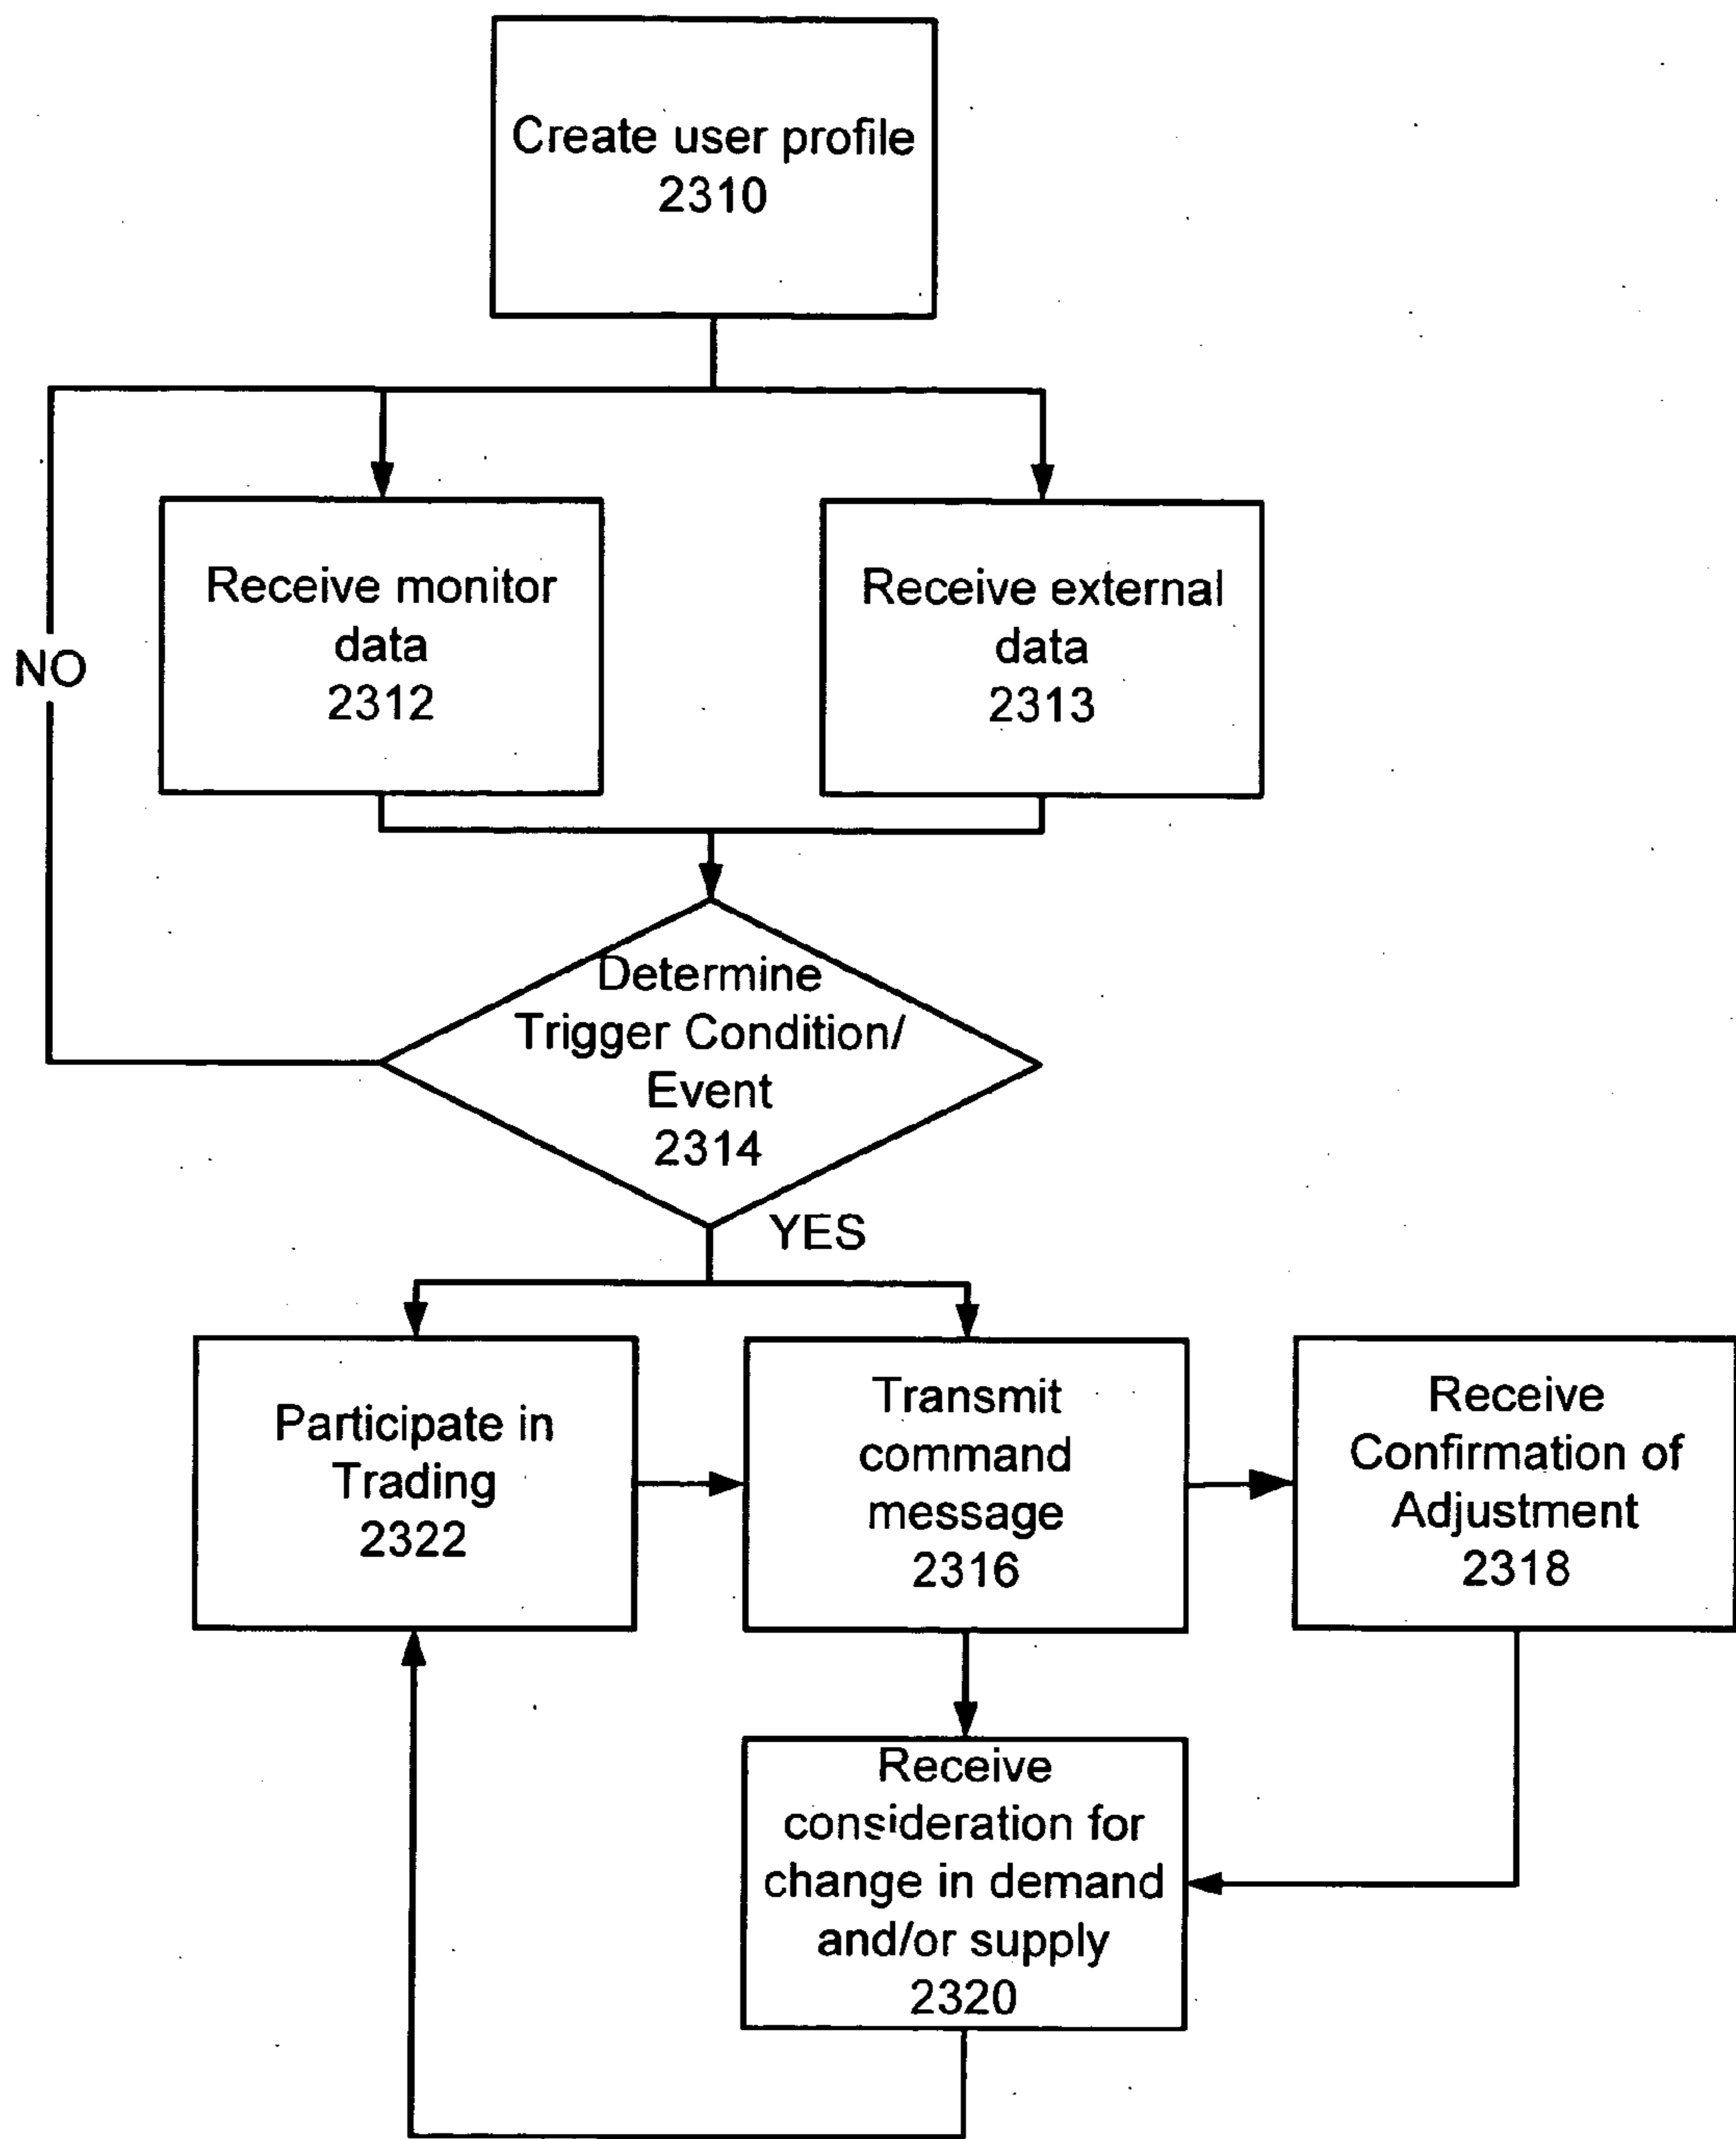 Create user profile
2310
Receive monitor
data
2312
Receive external
data
2313
NO
Determine
Trigger Condition/
Event
2314
YES
Participate in
Trading
2322
Transmit
command
message
2316
Receive
Confirmation of
Adjustment
2318
Receive
consideration for
change in demand
and/or supply
2320